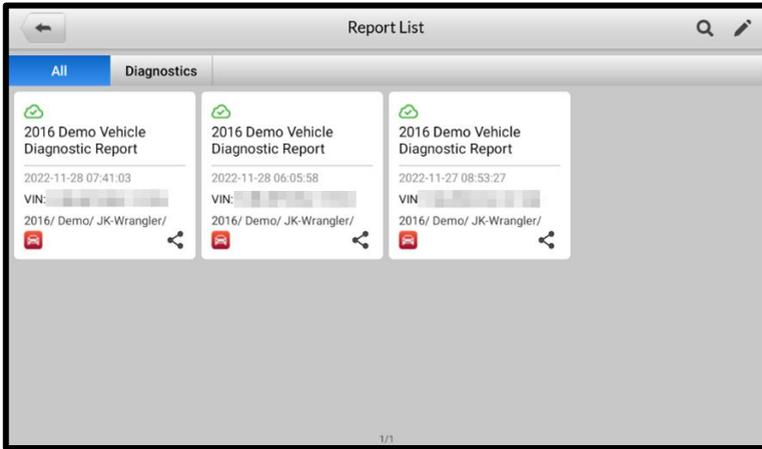 Report List
All
Diagnostics
2016 Demo Vehicle
Diagnostic Report
2022-11-28 07:41:03
VIN:
2016/ Demo/ JK-Wrangler/
2016 Demo Vehicle
Diagnostic Report
2022-11-28 06:05:58
VIN:
2016/ Demo/ JK-Wrangler/
2016 Demo Vehicle
Diagnostic Report
2022-11-27 08:53:27
VIN
2016/ Demo/ JK-Wrangler/
1/1